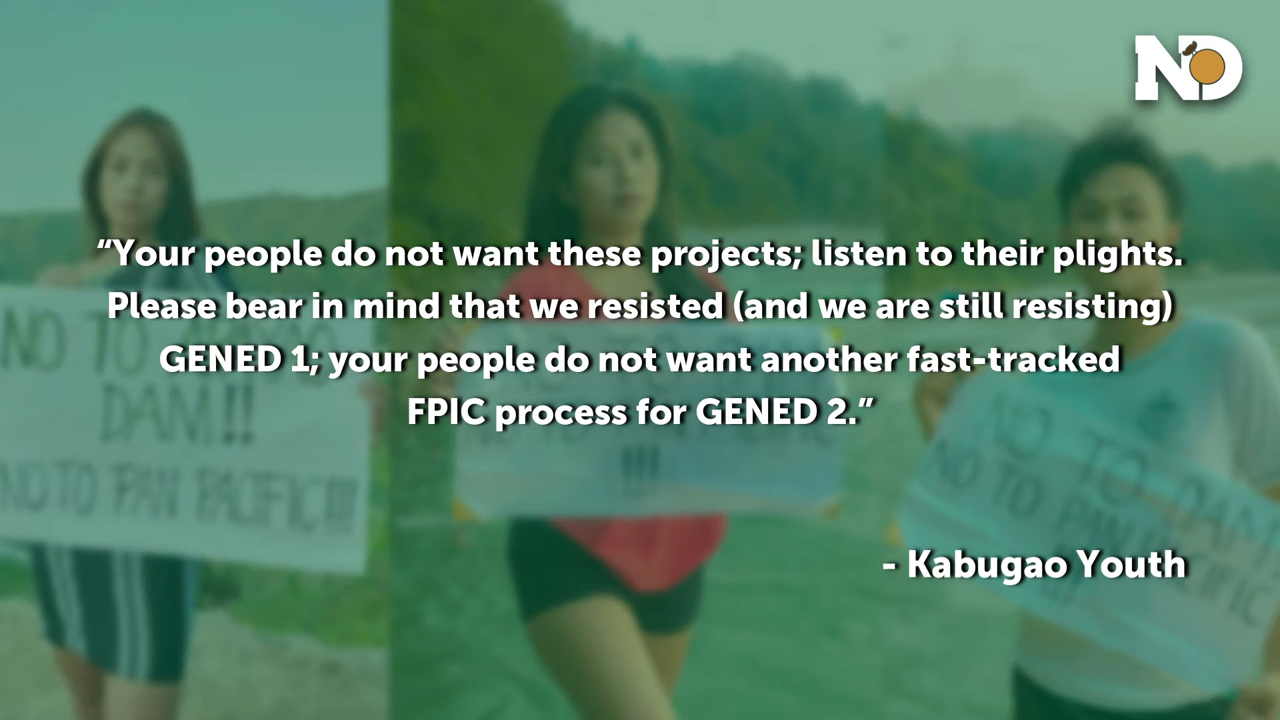 ND
“Your people do not want these projects; listen to their plights.
Please bear in mind that we resisted (and we are still resisting)
GENED 1; your people do not want another fast-tracked
FPIC process for GENED 2.”
- Kabugao Youth
NO TO
DAM!!
NO TO PAN PACIFIC!!!
!!!
NO TO DAM
NO TO PAN PACIFIC
!!!